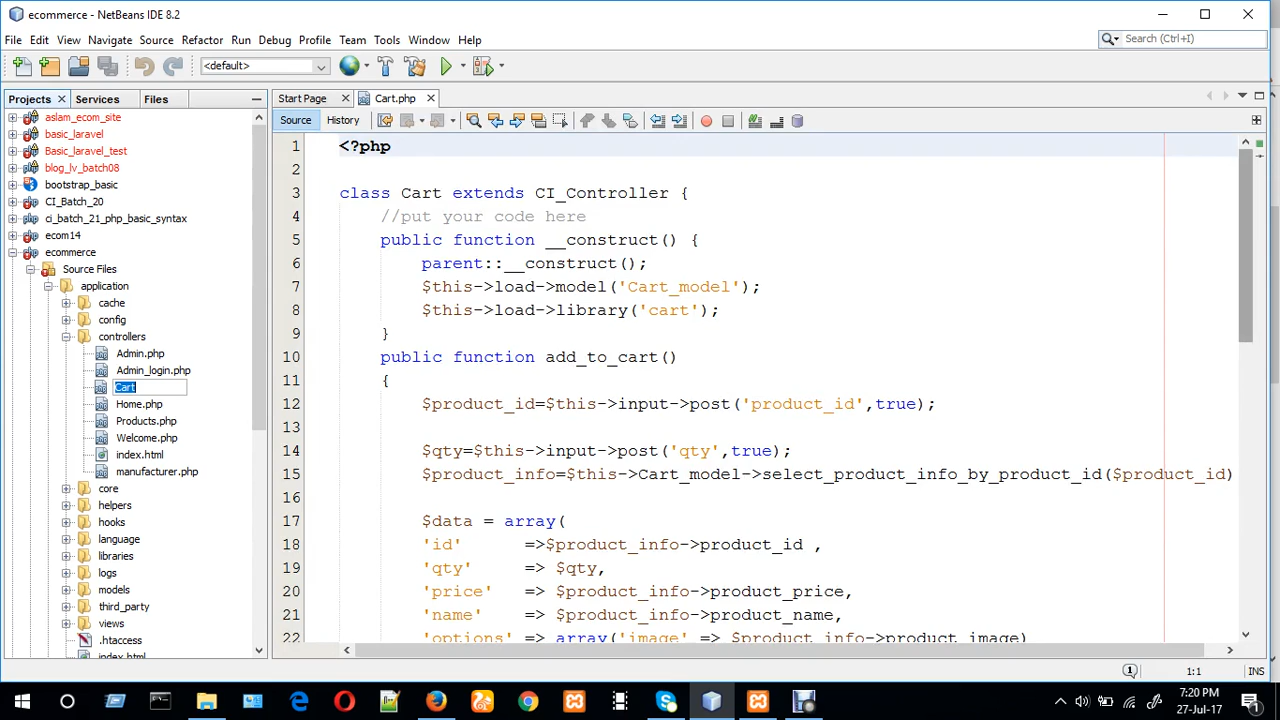 ecommerce - NetBeans IDE 8.2
File Edit View Navigate Source Refactor Run Debug Profile Team Tools Window Help
Search (Ctrl+I)
<default>
Projects Services Files
Start Page Cart.php
Source History
aslam_ecom_site
basic_laravel
Basic_laravel_test
blog_lv_batch08
bootstrap_basic
CI_Batch_20
ci_batch_21_php_basic_syntax
ecom14
ecommerce
Source Files
application
cache
config
controllers
Admin.php
Admin_login.php
Cart
Home.php
Products.php
Welcome.php
index.html
manufacturer.php
core
helpers
hooks
language
libraries
logs
models
third_party
views
.htaccess
index.html
1 <?php
2
3 class Cart extends CI_Controller {
4 //put your code here
5 public function __construct() {
6 parent::__construct();
7 $this->load->model('Cart_model');
8 $this->load->library('cart');
9 }
10 public function add_to_cart()
11 {
12 $product_id=$this->input->post('product_id',true);
13
14 $qty=$this->input->post('qty',true);
15 $product_info=$this->Cart_model->select_product_info_by_product_id($product_id)
16
17 $data = array(
18 'id' =>$product_info->product_id ,
19 'qty' => $qty,
20 'price' => $product_info->product_price,
21 'name' => $product_info->product_name,
22 'options' => array('image' => $product_info->product_image)
1:1 INS
7:20 PM
27-Jul-17